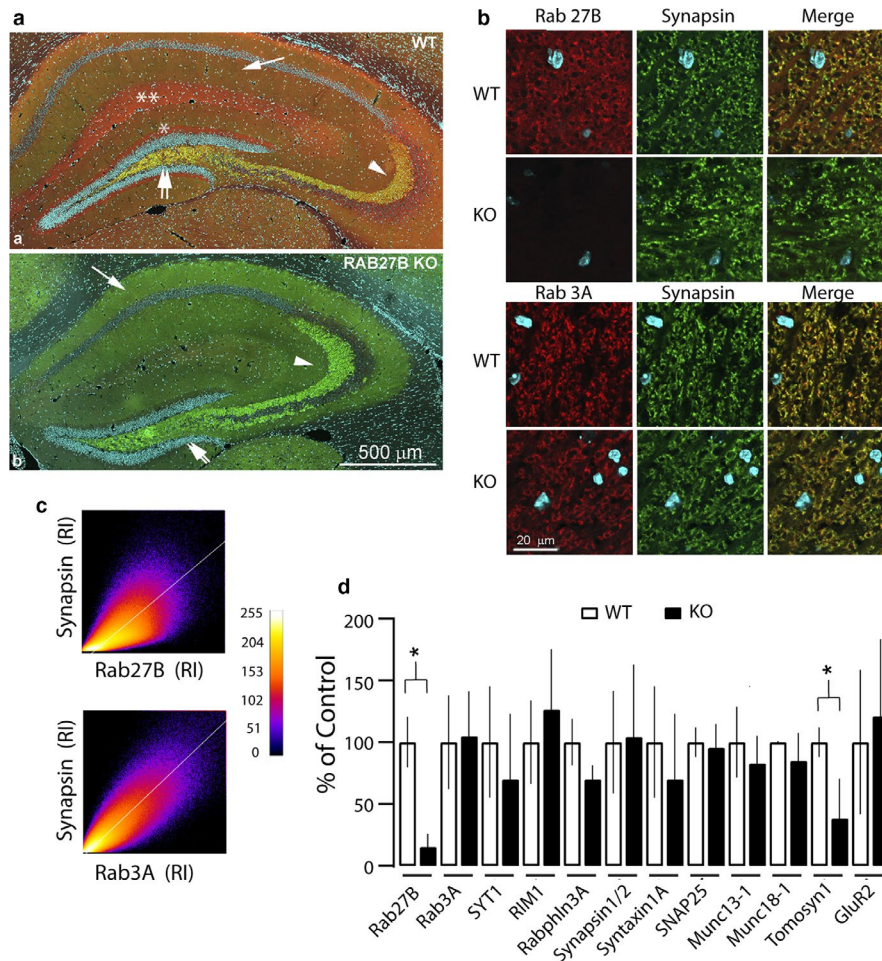 a
WT
**
*
a
RAB27B KO
b
500 μm
b
Rab 27B Synapsin Merge
WT
KO
Rab 3A Synapsin Merge
WT
KO
20 μm
c
Synapsin (RI)
Rab27B (RI)
Synapsin (RI)
Rab3A (RI)
255
204
153
102
51
0
d
WT KO
% of Control
200
150
100
50
0
*
*
Rab27B
Rab3A
SYT1
RIM1
Rabphln3A
Synapsin1/2
Syntaxin1A
SNAP25
Munc13-1
Munc18-1
Tomosyn1
GluR2